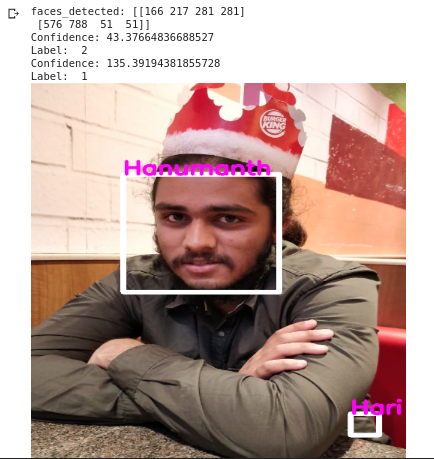 faces_detected: [[166 217 281 281]
[576 788  51  51]]
Confidence: 43.37664836688527
Label:  2
Confidence: 135.39194381855728
Label:  1
BURGER
KING
Hanumanth
Hari